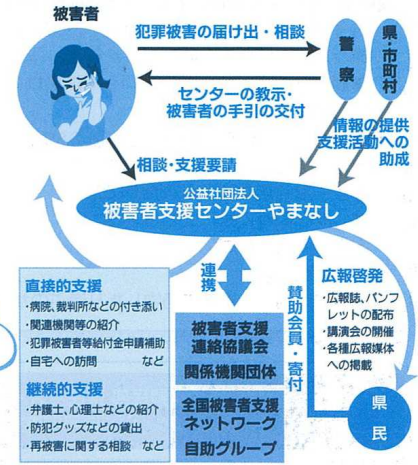 被害者
犯罪被害の届け出・相談
警察
県・市町村
センターの教示・
被害者の手引の交付
情報の提供
支援活動への
助成
相談・支援要請
公益社団法人
被害者支援センターやまなし
直接的支援
・病院、裁判所などの付き添い
・関連機関等の紹介
・犯罪被害者等給付金申請補助
・自宅への訪問 など
継続的支援
・弁護士、心理士などの紹介
・防犯グッズなどの貸出
・再被害に関する相談 など
連携
被害者支援
連絡協議会
関係機関団体
全国被害者支援
ネットワーク
自助グループ
賛助会員・寄付
広報啓発
・広報誌、パンフ
レットの配布
・講演会の開催
・各種広報媒体
への掲載
県民